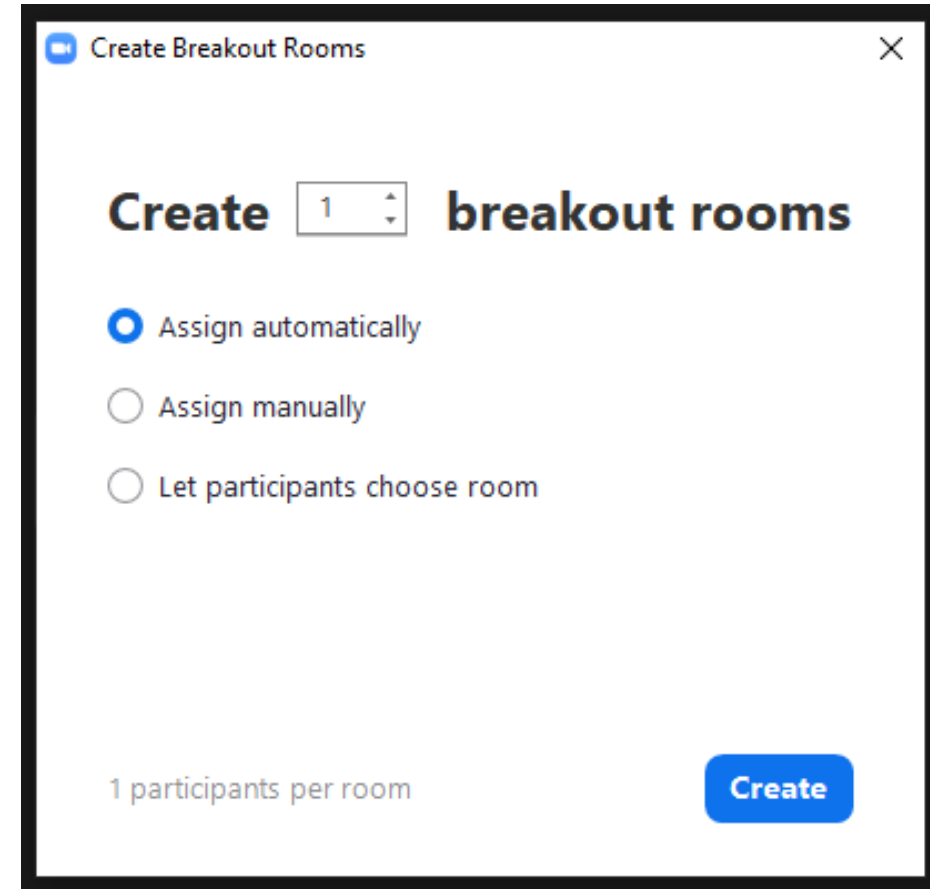 Create Breakout Rooms
Create 1 breakout rooms
Assign automatically
Assign manually
Let participants choose room
1 participants per room Create